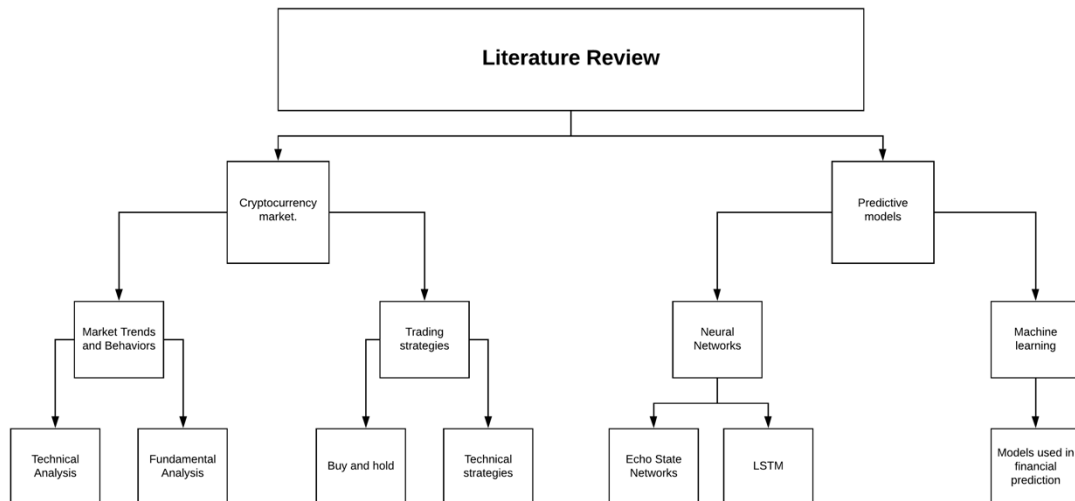 Literature Review
Cryptocurrency
market.
Predictive
models
Market Trends
and Behaviors
Trading
strategies
Neural
Networks
Machine
learning
Technical
Analysis
Fundamental
Analysis
Buy and hold
Technical
strategies
Echo State
Networks
LSTM
Models used in
financial
prediction